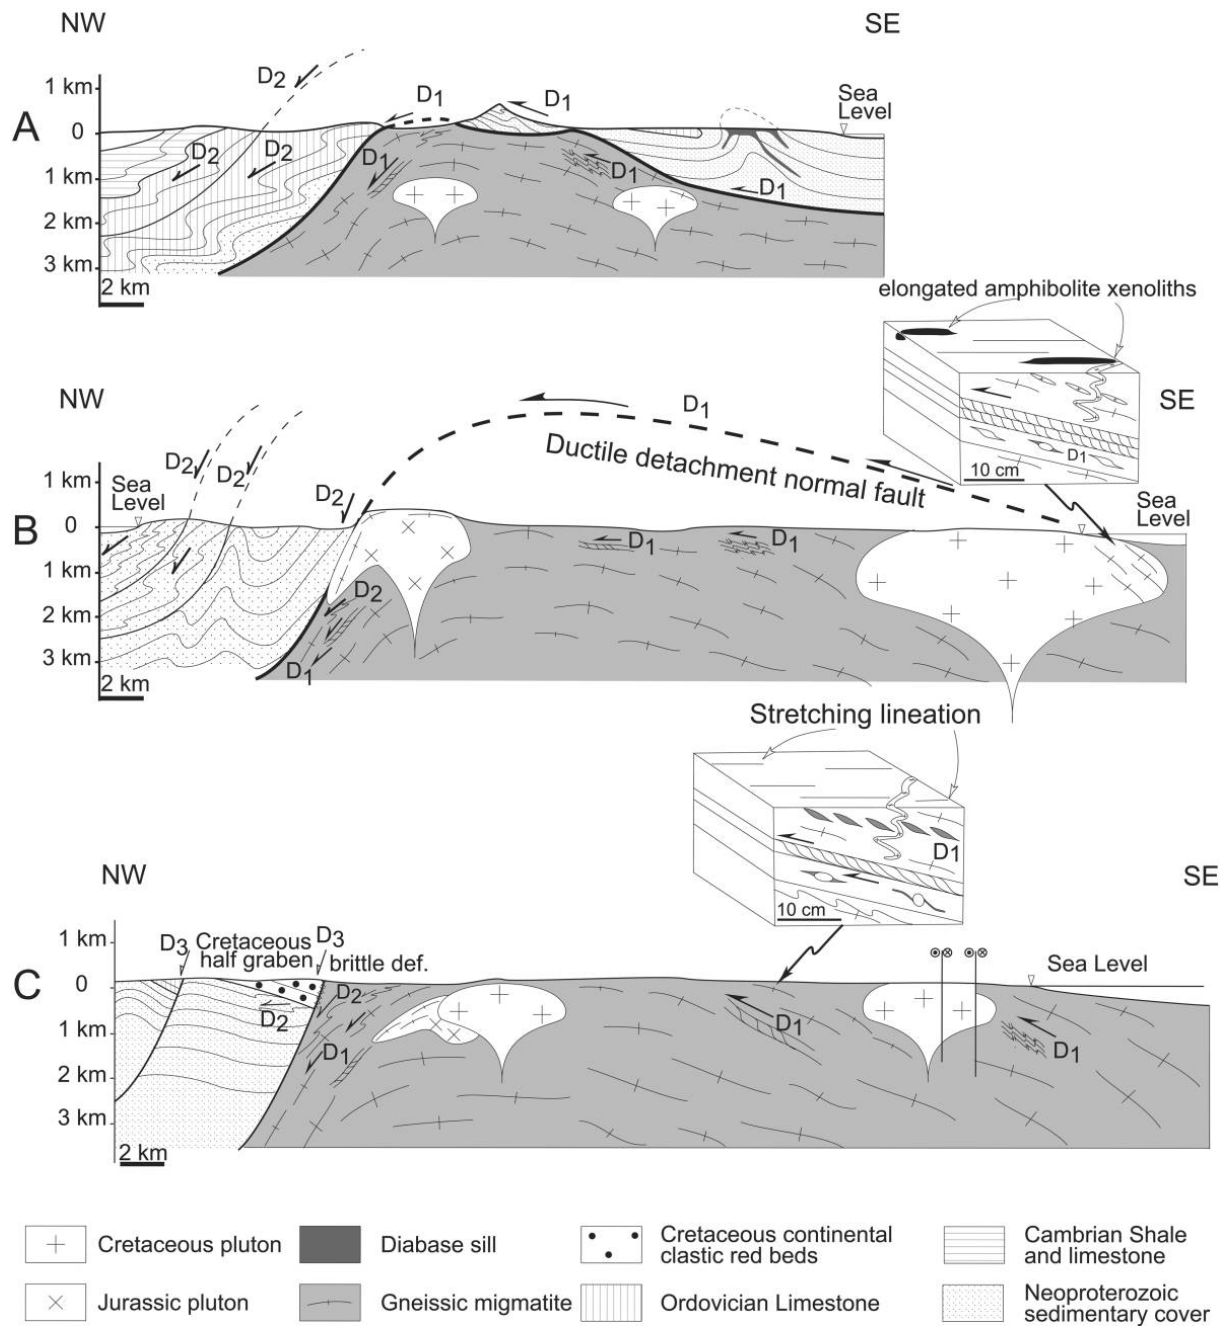 NW
SE
A
1 km
0
1 km
2 km
3 km
2 km
D2
D2
D2
D1
D1
D1
D1
D1
Sea
Level
elongated amphibolite xenoliths
D1
10 cm
NW
SE
B
1 km
0
1 km
2 km
3 km
2 km
Sea
Level
D2
D2
D2
D1
Ductile detachment normal fault
D1
D1
D2
D1
Sea
Level
Stretching lineation
D1
10 cm
NW
SE
C
1 km
0
1 km
2 km
3 km
2 km
D3
Cretaceous
half graben
D3
brittle def.
D2
D2
D1
D1
D1
Sea Level
Cretaceous pluton
Diabase sill
Cretaceous continental
clastic red beds
Cambrian Shale
and limestone
Jurassic pluton
Gneissic migmatite
Ordovician Limestone
Neoproterozoic
sedimentary cover